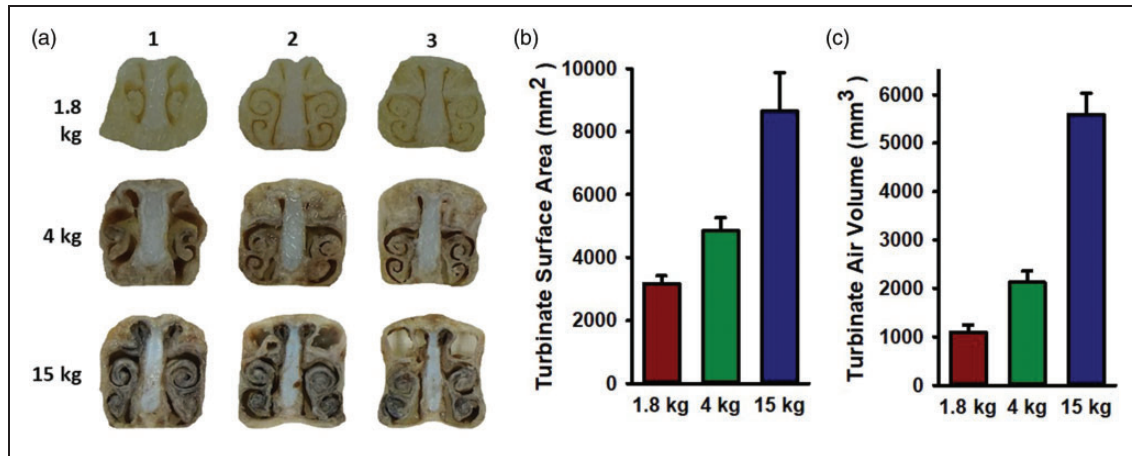 (a)
1
2
3
1.8
kg
4 kg
15 kg
(b)
Turbinate Surface Area (mm²)
10000
8000
6000
4000
2000
0
1.8 kg 4 kg 15 kg
(c)
Turbinate Air Volume (mm³)
6000
5000
4000
3000
2000
1000
0
1.8 kg 4 kg 15 kg